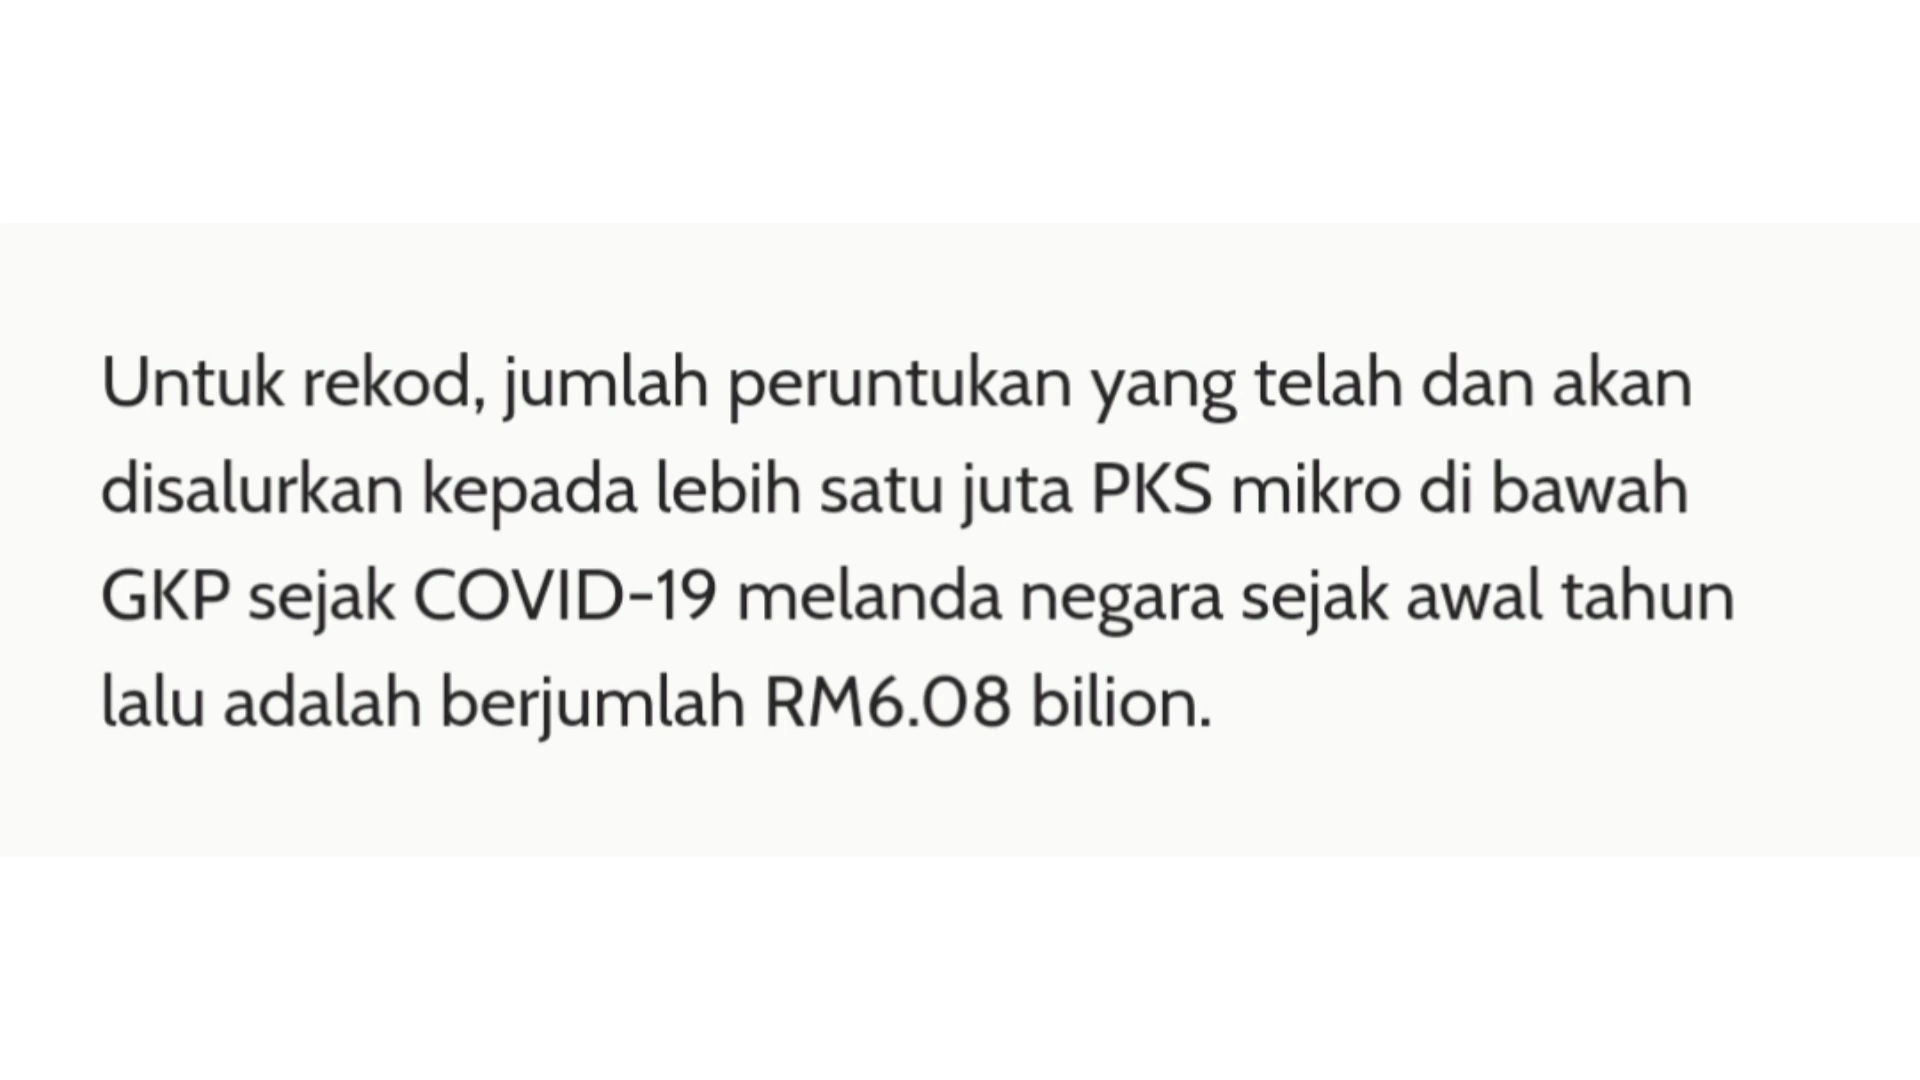 Untuk rekod, jumlah peruntukan yang telah dan akan
disalurkan kepada lebih satu juta PKS mikro di bawah
GKP sejak COVID-19 melanda negara sejak awal tahun
lalu adalah berjumlah RM6.08 bilion.